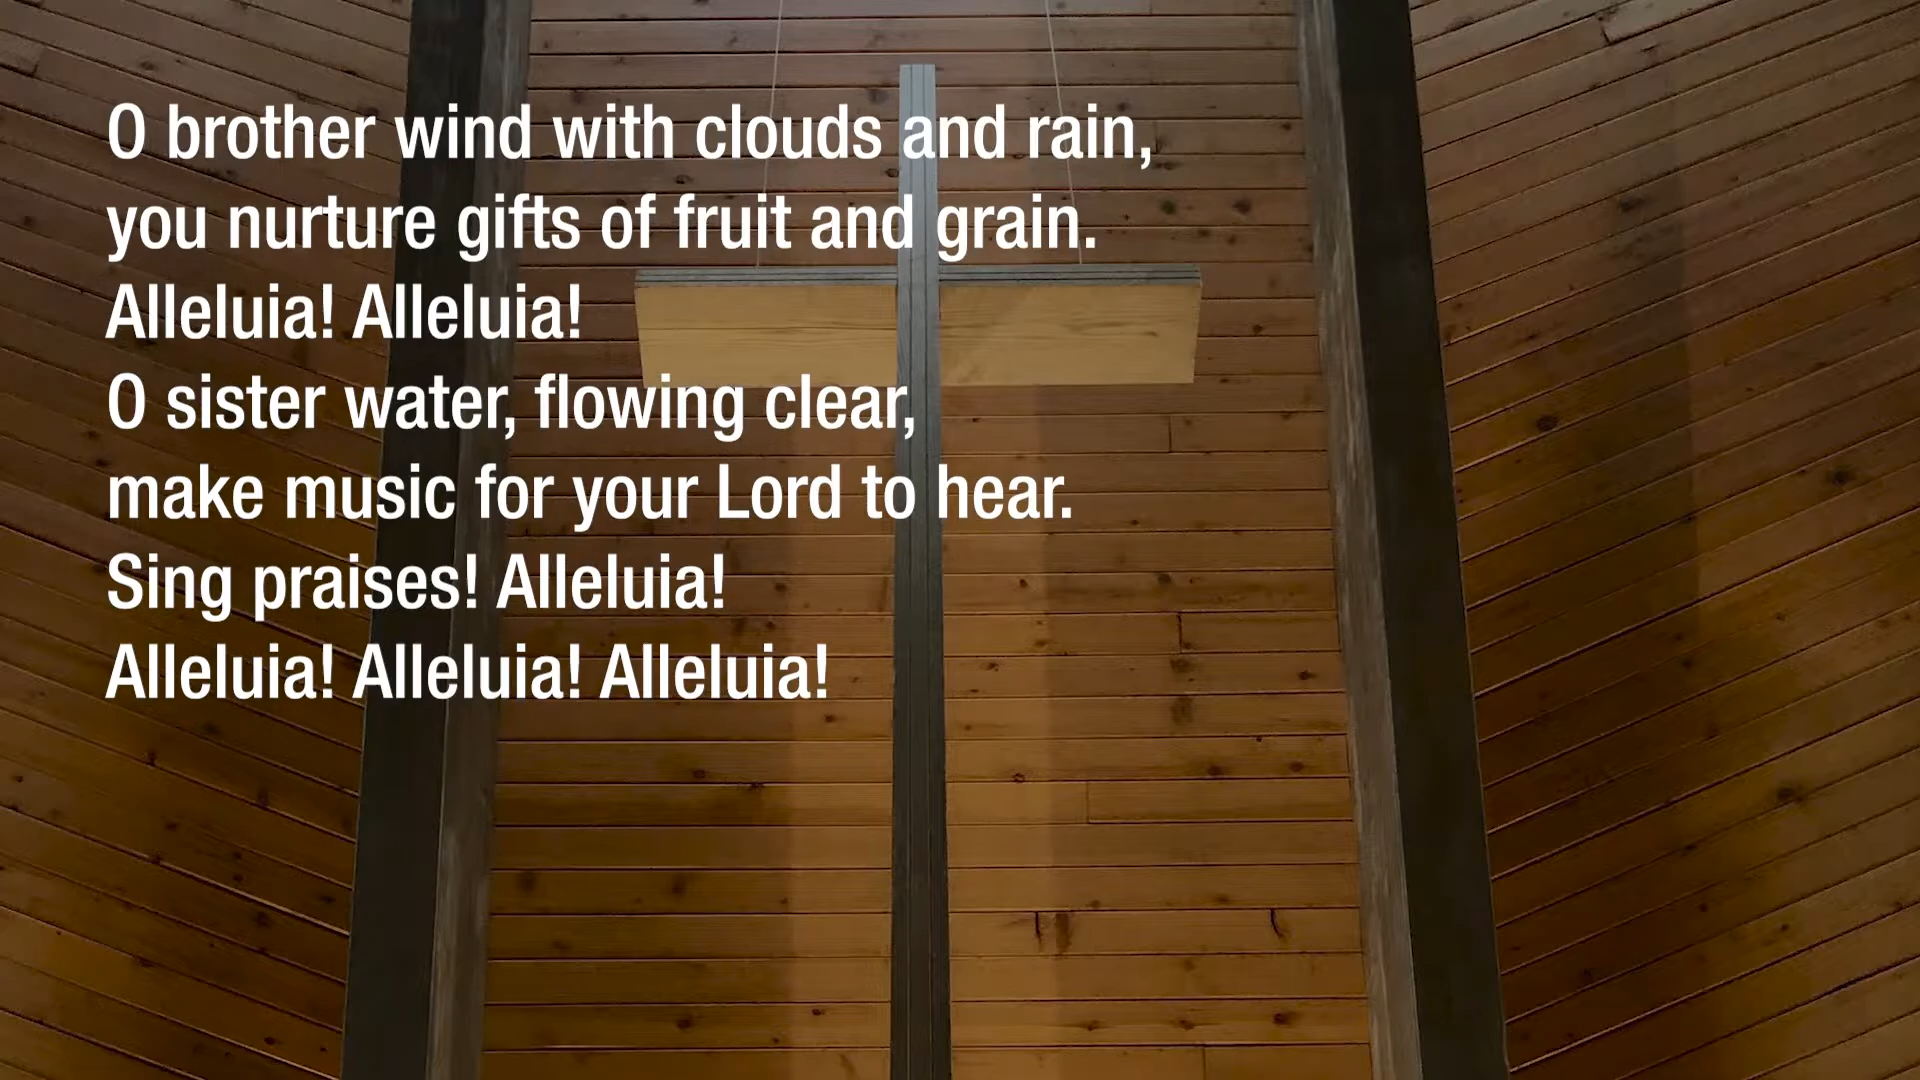 O brother wind with clouds and rain,
you nurture gifts of fruit and grain.
Alleluia! Alleluia!
O sister water, flowing clear,
make music for your Lord to hear.
Sing praises! Alleluia!
Alleluia! Alleluia! Alleluia!